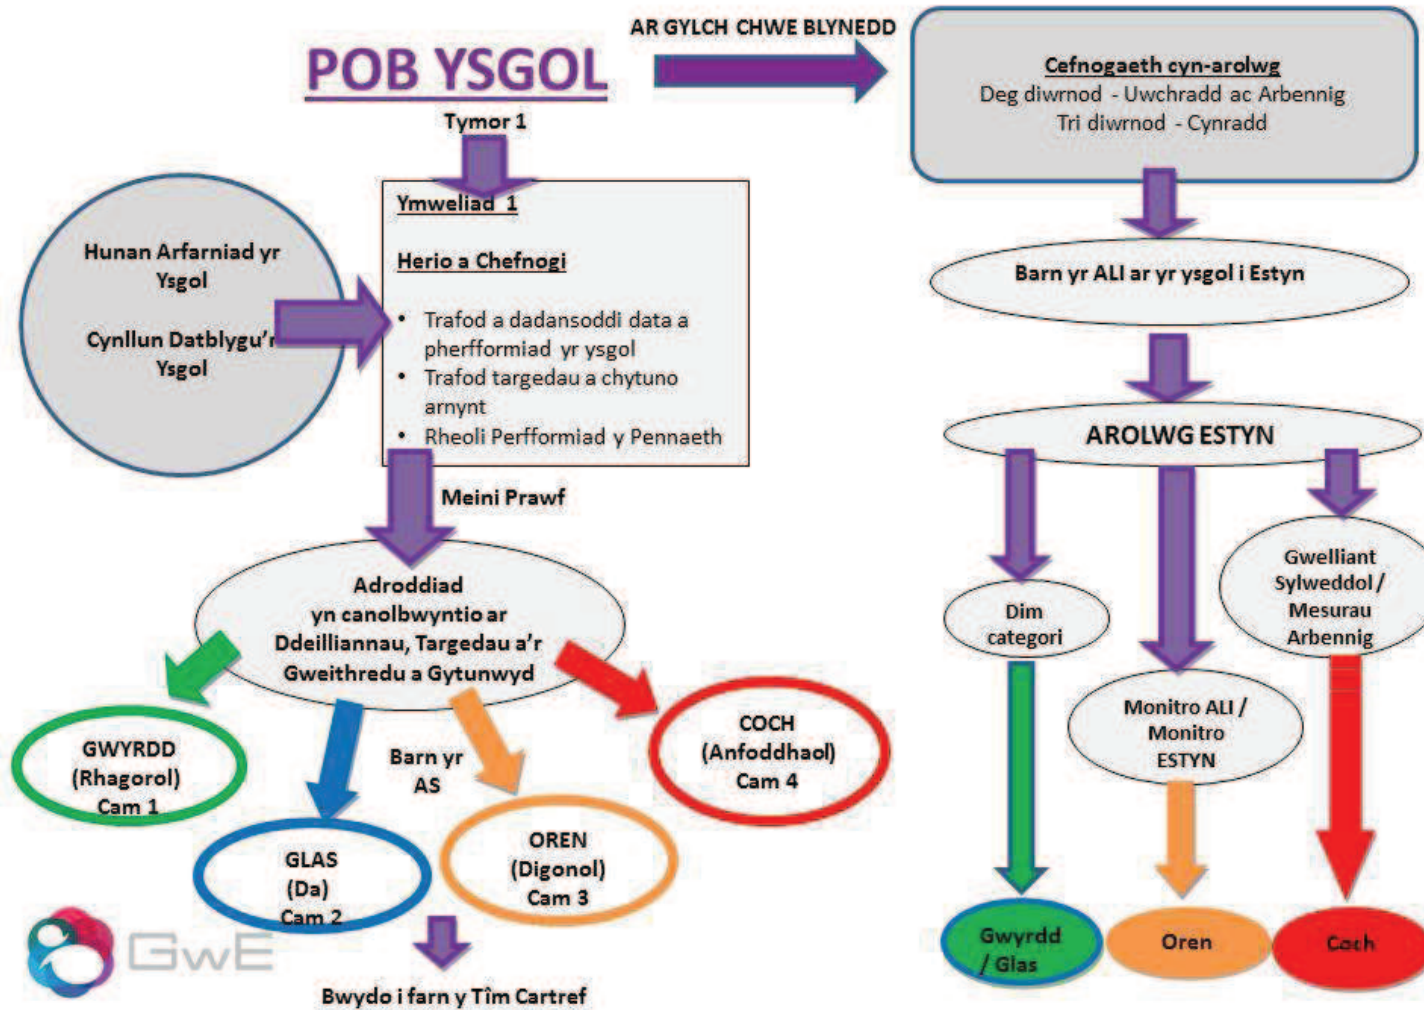 POB YSGOL
AR GYLCH CHWE BLYNEDD
Tymor 1
Hunan Arfarniad yr
Ysgol
Cynllun Datblygu'r
Ysgol
Ymweliad 1
Herio a Chefnogi
• Trafod a dadansoddi data a
pherfformiad yr ysgol
• Trafod targedau a chytuno
arnynt
• Rheoli Perfformiad y Pennaeth
Meini Prawf
Adroddiad
yn canolbwyntio ar
Ddeilliannau, Targedau a'r
Gweithredu a Gytunwyd
GWYRDD
(Rhagorol)
Cam 1
GLAS
(Da)
Cam 2
Barn yr
AS
OREN
(Digonol)
Cam 3
COCH
(Anfoddhaol)
Cam 4
Bwydo i farn y Tîm Cartref
GwE
Cefnogaeth cyn-arolwg
Deg diwrnod - Uwchradd ac Arbennig
Tri diwrnod - Cynradd
Barn yr ALI ar yr ysgol i Estyn
AROLWG ESTYN
Dim
categori
Monitro ALI /
Monitro
ESTYN
Gwelliant
Sylweddol /
Mesurau
Arbennig
Gwyrdd
/ Glas
Oren
Coch